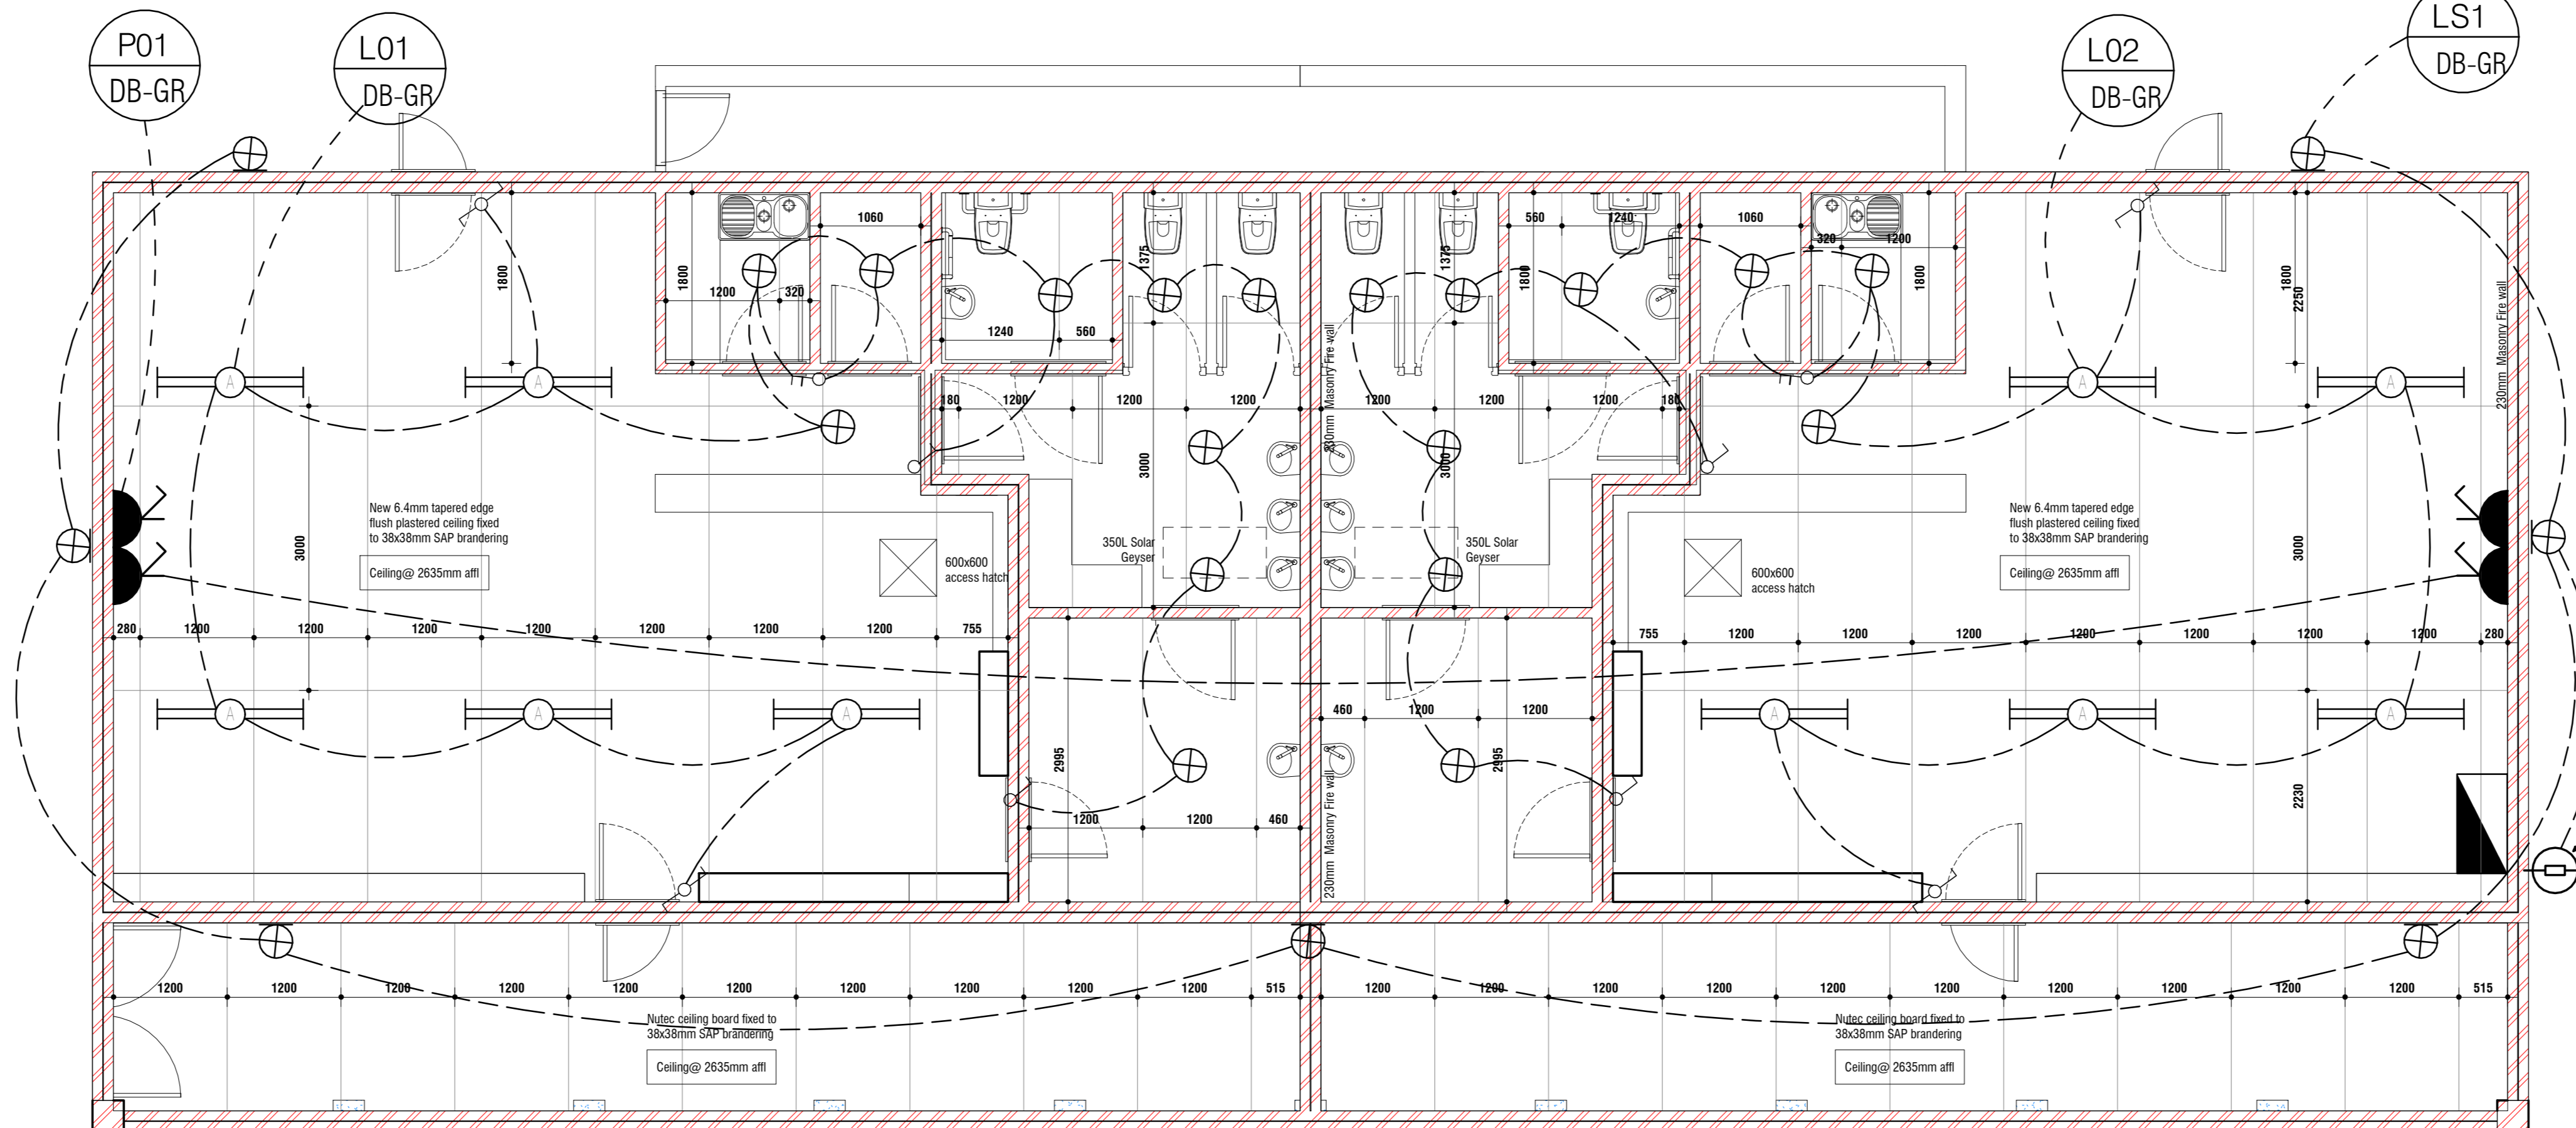 P01
DB-GR
L01
DB-GR
L02
DB-GR
LS1
DB-GR
1060
560
1240
1060
320
1200
1800
1800
1375
1375
1800
1800
1800
2250
1200
320
1240
560
230mm Masonry Fire wall
230mm Masonry Fire wall
180
1200
1200
1200
1200
1200
1200
180
3000
3000
New 6.4mm tapered edge
flush plastered ceiling fixed
to 38x38mm SAP brandering
Ceiling@ 2635mm affl
3000
600x600
access hatch
350L Solar
Geyser
350L Solar
Geyser
600x600
access hatch
New 6.4mm tapered edge
flush plastered ceiling fixed
to 38x38mm SAP brandering
Ceiling@ 2635mm affl
3000
280
1200
1200
1200
1200
1200
1200
1200
755
755
1200
1200
1200
1200
1200
1200
1200
280
A
A
A
A
A
A
A
A
A
A
460
1200
1200
2995
2995
2230
1200
1200
460
230mm Masonry Fire wall
1200
1200
1200
1200
1200
1200
1200
1200
1200
1200
515
1200
1200
1200
1200
1200
1200
1200
1200
1200
1200
515
Nutec ceiling board fixed to
38x38mm SAP brandering
Ceiling@ 2635mm affl
Nutec ceiling board fixed to
38x38mm SAP brandering
Ceiling@ 2635mm affl